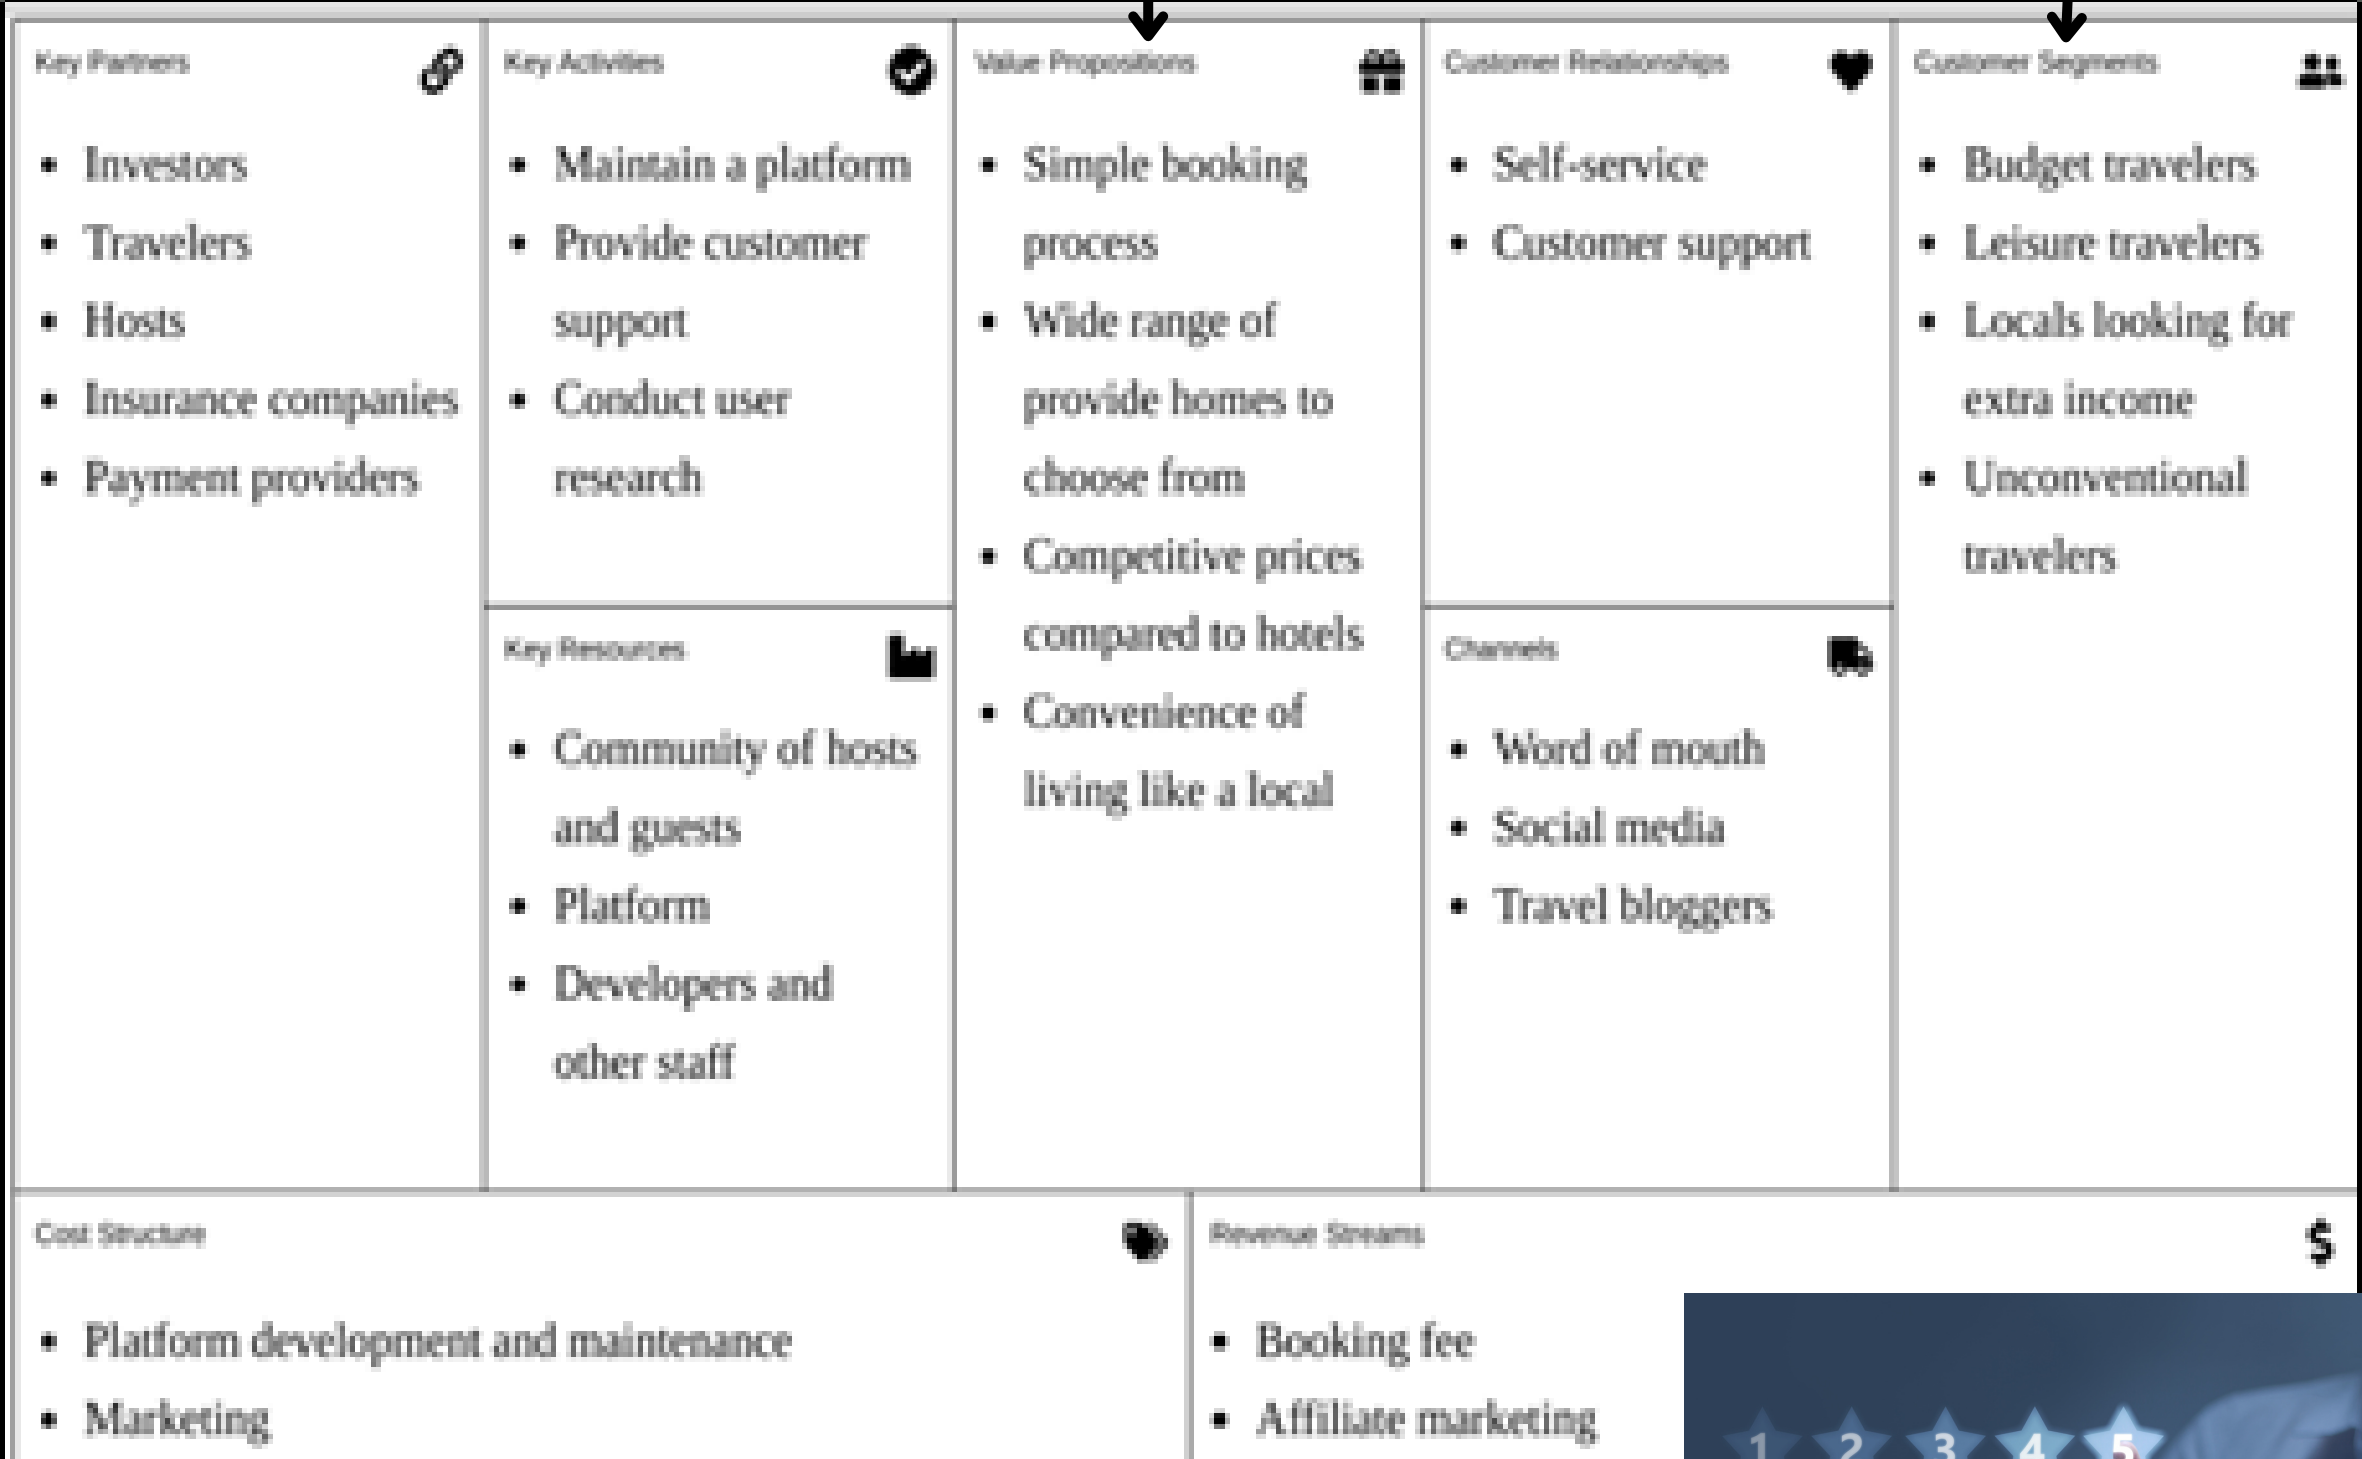 Key Partners
Investors
Travelers
Hosts
Insurance companies
Payment providers
Key Activities
Maintain a platform
Provide customer
support
Conduct user
research
Key Resources
Community of hosts
and guests
Platform
Developers and
other staff
Value Propositions
Simple booking
process
Wide range of
provide homes to
choose from
Competitive prices
compared to hotels
Convenience of
living like a local
Customer Relationships
Self-service
Customer support
Channels
Word of mouth
Social media
Travel bloggers
Customer Segments
Budget travelers
Leisure travelers
Locals looking for
extra income
Unconventional
travelers
Cost Structure
Platform development and maintenance
Marketing
Revenue Streams
$
Booking fee
Affiliate marketing
1 2 3 4 5